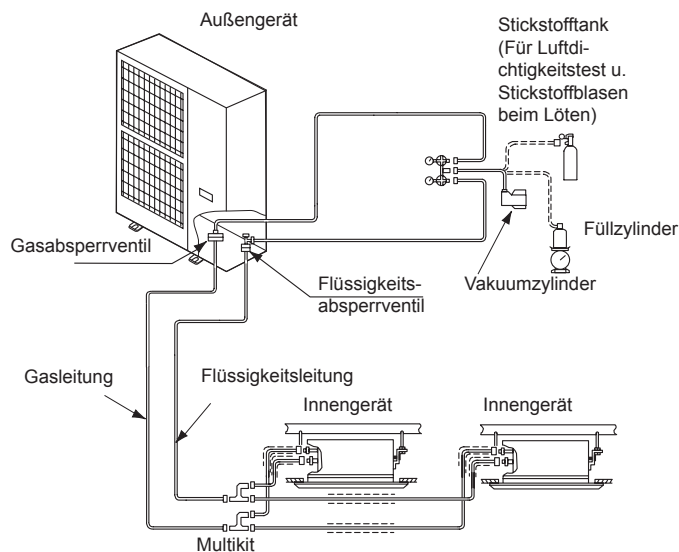 Außengerät
Stickstofftank
(Für Luftdi-
chtigkeitstest u.
Stickstoffblasen
beim Löten)
Gasabsperrventil
Füllzylinder
Flüssigkeits-
absperrventil
Vakuumzylinder
Gasleitung
Flüssigkeitsleitung
Innengerät
Innengerät
Multikit